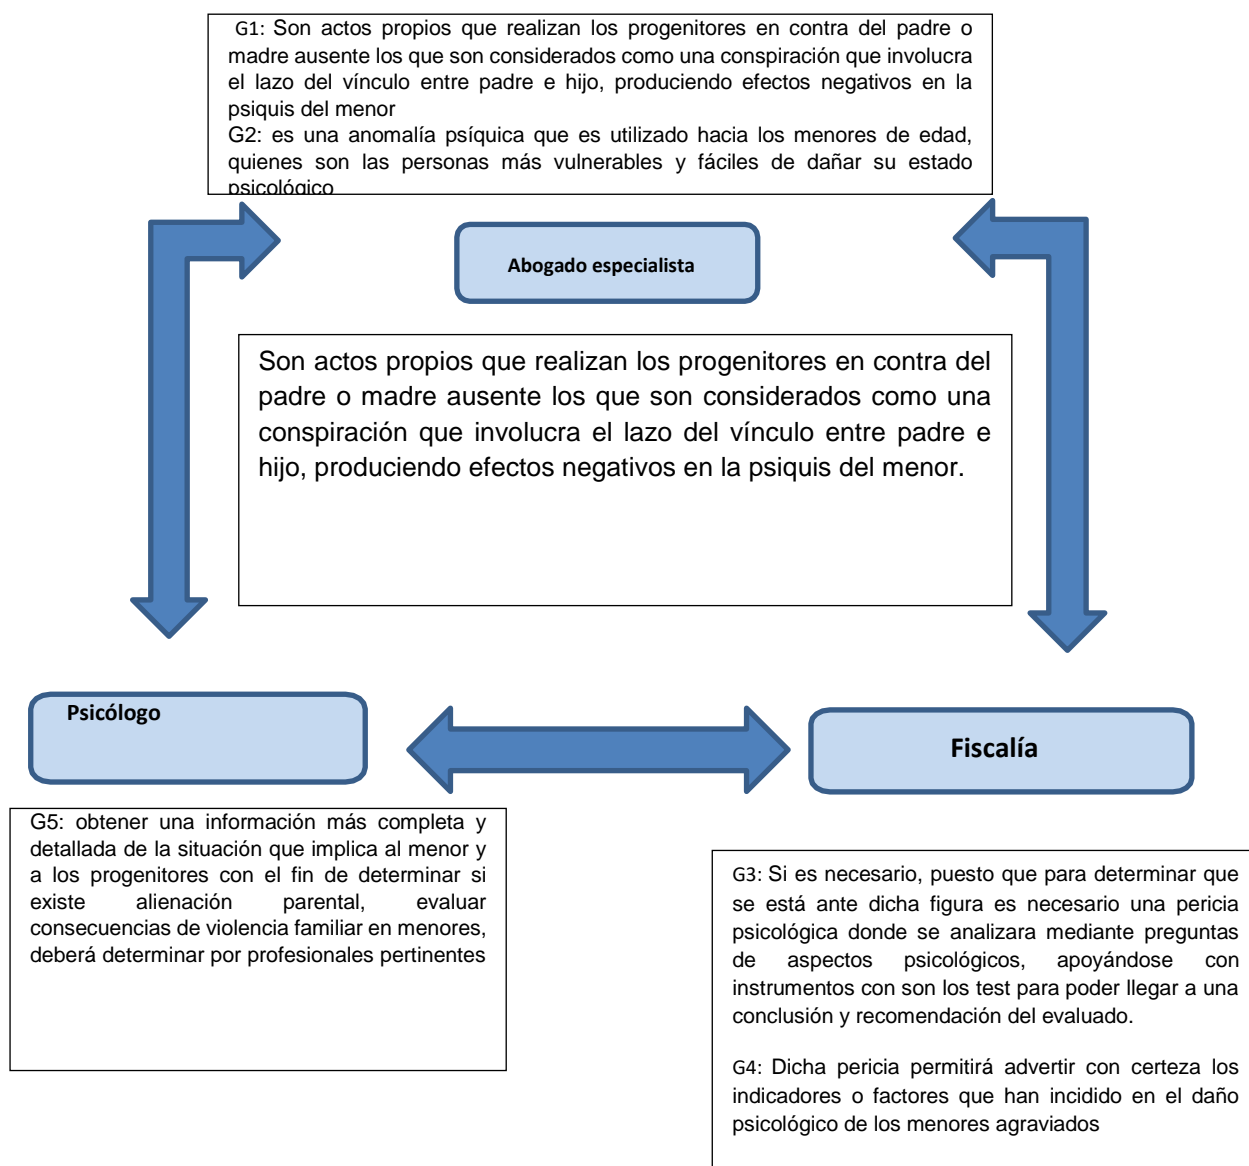 G1: Son actos propios que realizan los progenitores en contra del padre o
madre ausente los que son considerados como una conspiración que involucra
el lazo del vínculo entre padre e hijo, produciendo efectos negativos en la
psiquis del menor
G2: es una anomalía psíquica que es utilizado hacia los menores de edad,
quienes son las personas más vulnerables y fáciles de dañar su estado
psicológico
Abogado especialista
Son actos propios que realizan los progenitores en contra del
padre o madre ausente los que son considerados como una
conspiración que involucra el lazo del vínculo entre padre e
hijo, produciendo efectos negativos en la psiquis del menor.
Psicólogo
Fiscalía
G5: obtener una información más completa y
detallada de la situación que implica al menor y
a los progenitores con el fin de determinar si
existe alienación parental, evaluar
consecuencias de violencia familiar en menores,
deberá determinar por profesionales pertinentes
G3: Si es necesario, puesto que para determinar que
se está ante dicha figura es necesario una pericia
psicológica donde se analizara mediante preguntas
de aspectos psicológicos, apoyándose con
instrumentos con son los test para poder llegar a una
conclusión y recomendación del evaluado.
G4: Dicha pericia permitirá advertir con certeza los
indicadores o factores que han incidido en el daño
psicológico de los menores agraviados